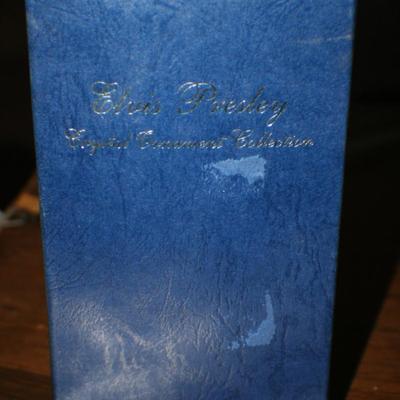 Elvis Presley
Crystal Ornament Collection